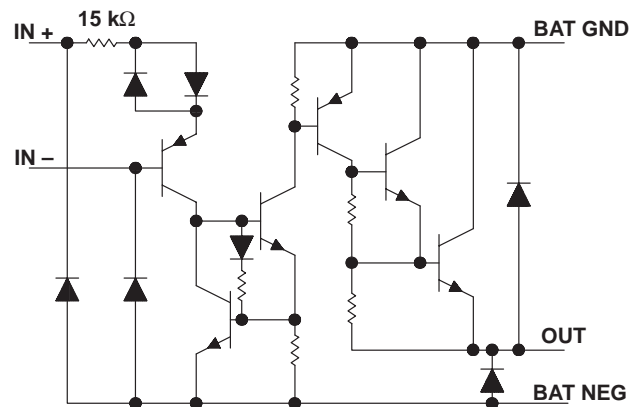 IN +
15 kΩ
BAT GND
IN –
OUT
BAT NEG